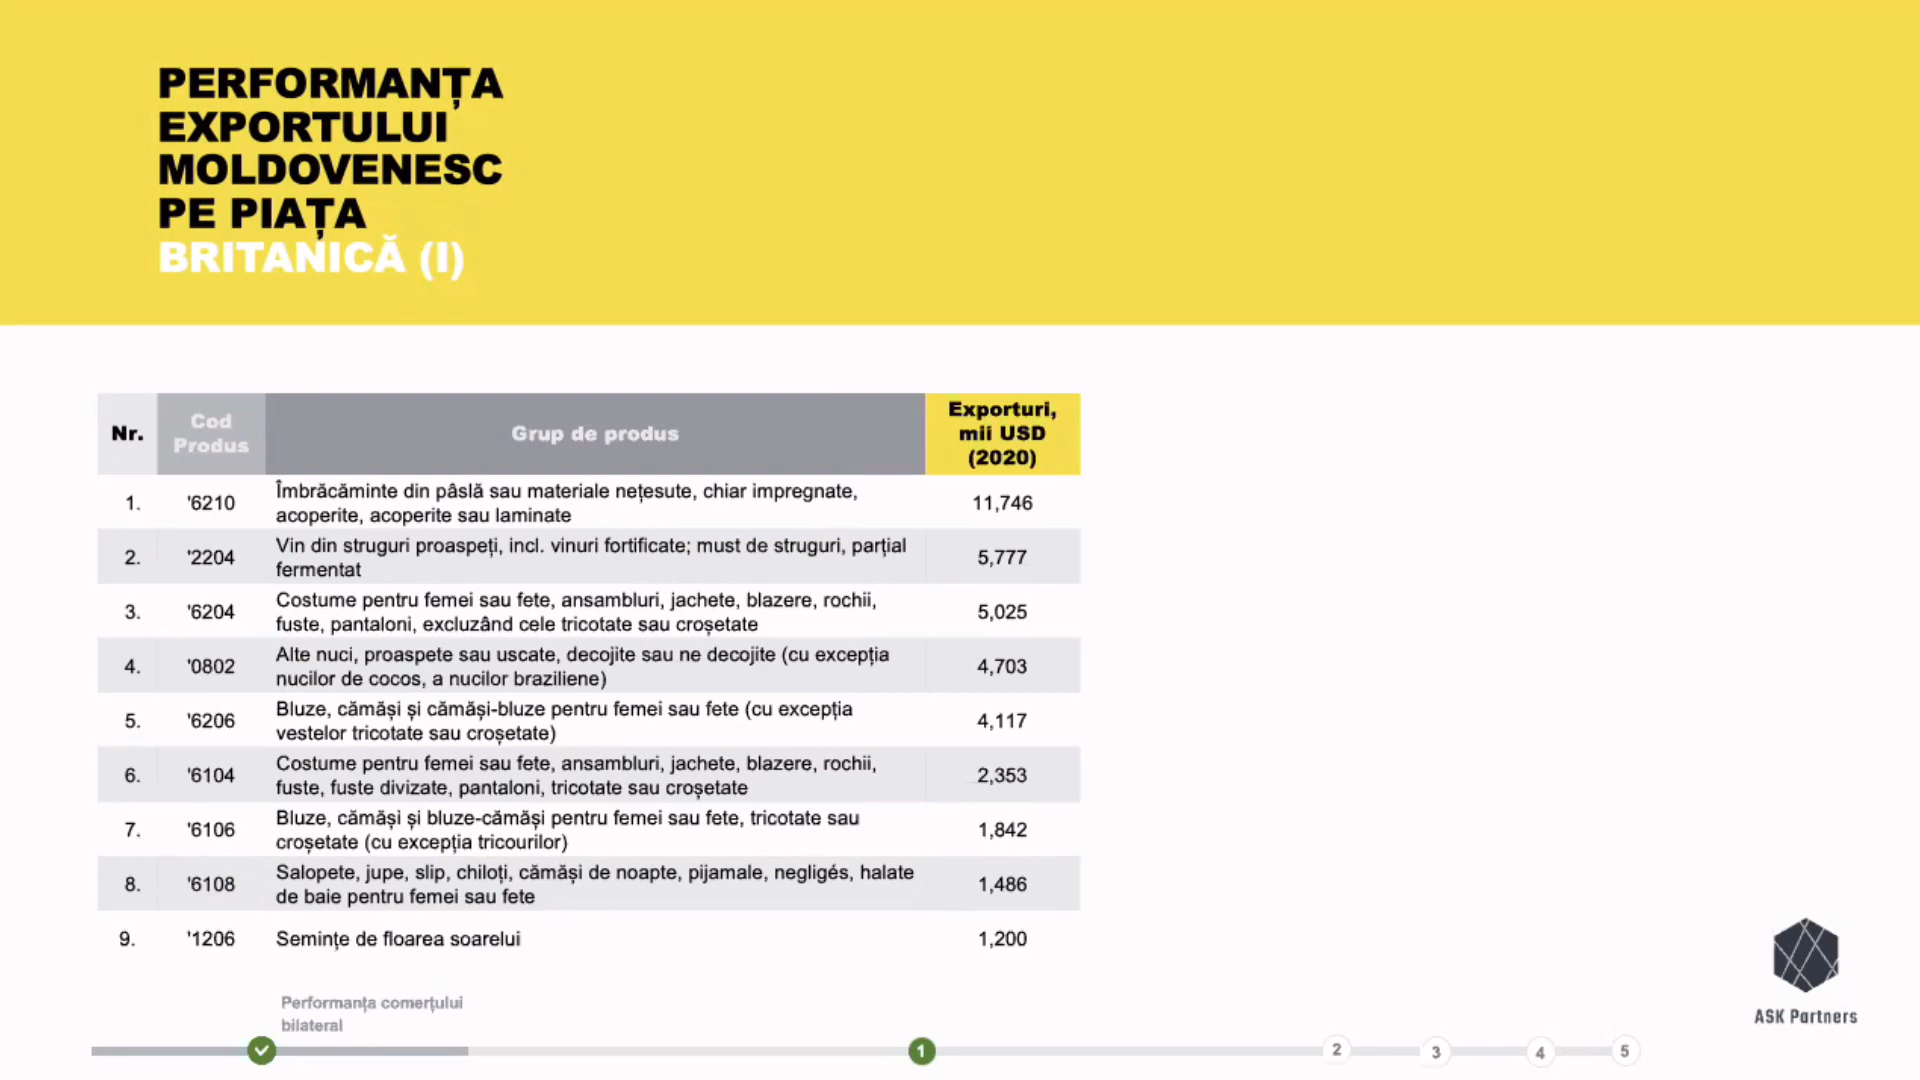 PERFORMANȚA
EXPORTULUI
MOLDOVENESC
PE PIAȚA
BRITANICĂ (I)
Nr.
Cod
Produs
Grup de produs
Exporturi,
mii USD
(2020)
1. '6210 Îmbrăcăminte din pâslă sau materiale nețesute, chiar impregnate,
acoperite, acoperite sau laminate 11,746
2. '2204 Vin din struguri proaspeți, incl. vinuri fortificate; must de struguri, parțial
fermentat 5,777
3. '6204 Costume pentru femei sau fete, ansambluri, jachete, blazere, rochii,
fuste, pantaloni, excluzând cele tricotate sau croșetate 5,025
4. '0802 Alte nuci, proaspete sau uscate, decojite sau ne decojite (cu excepția
nucilor de cocos, a nucilor braziliene) 4,703
5. '6206 Bluze, cămăși și cămăși-bluze pentru femei sau fete (cu excepția
vestelor tricotate sau croșetate) 4,117
6. '6104 Costume pentru femei sau fete, ansambluri, jachete, blazere, rochii,
fuste, fuste divizate, pantaloni, tricotate sau croșetate 2,353
7. '6106 Bluze, cămăși și bluze-cămăși pentru femei sau fete, tricotate sau
croșetate (cu excepția tricourilor) 1,842
8. '6108 Salopete, jupe, slip, chiloți, cămăși de noapte, pijamale, negligés, halate
de baie pentru femei sau fete 1,486
9. '1206 Semințe de floarea soarelui 1,200
Performanța comerțului
bilateral
ASK Partners
1 2 3 4 5